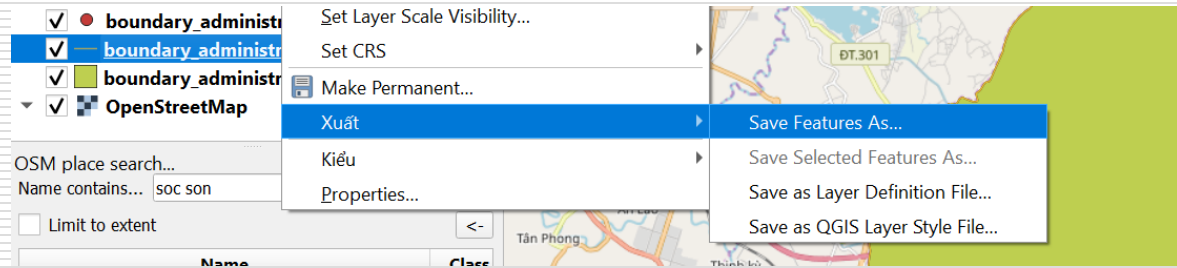 boundary_administr
boundary_administr
boundary_administr
OpenStreetMap
OSM place search...
Name contains... soc son
Limit to extent
<-
Name Class
Set Layer Scale Visibility...
Set CRS
Make Permanent...
Xuất
Kiểu
Properties...
Save Features As...
Save Selected Features As...
Save as Layer Definition File...
Save as QGIS Layer Style File...
ĐT.301
An Lão
Tân Phong
Thịnh kỷ